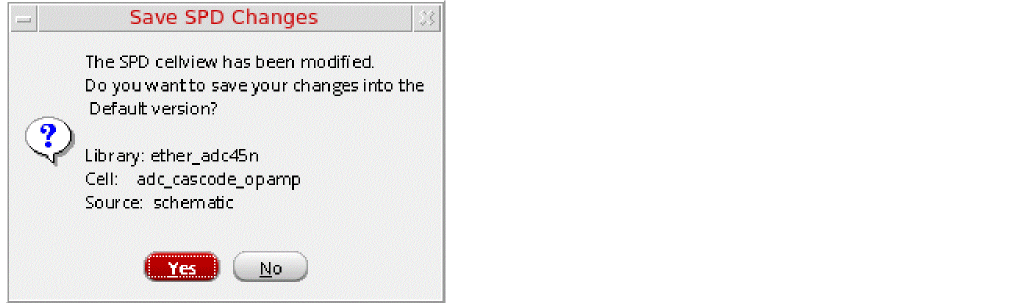 Save SPD Changes
The SPD cellview has been modified.
Do you want to save your changes into the
Default version?
?
Library: ether_adc45n
Cell: adc_cascode_opamp
Source: schematic
Yes No